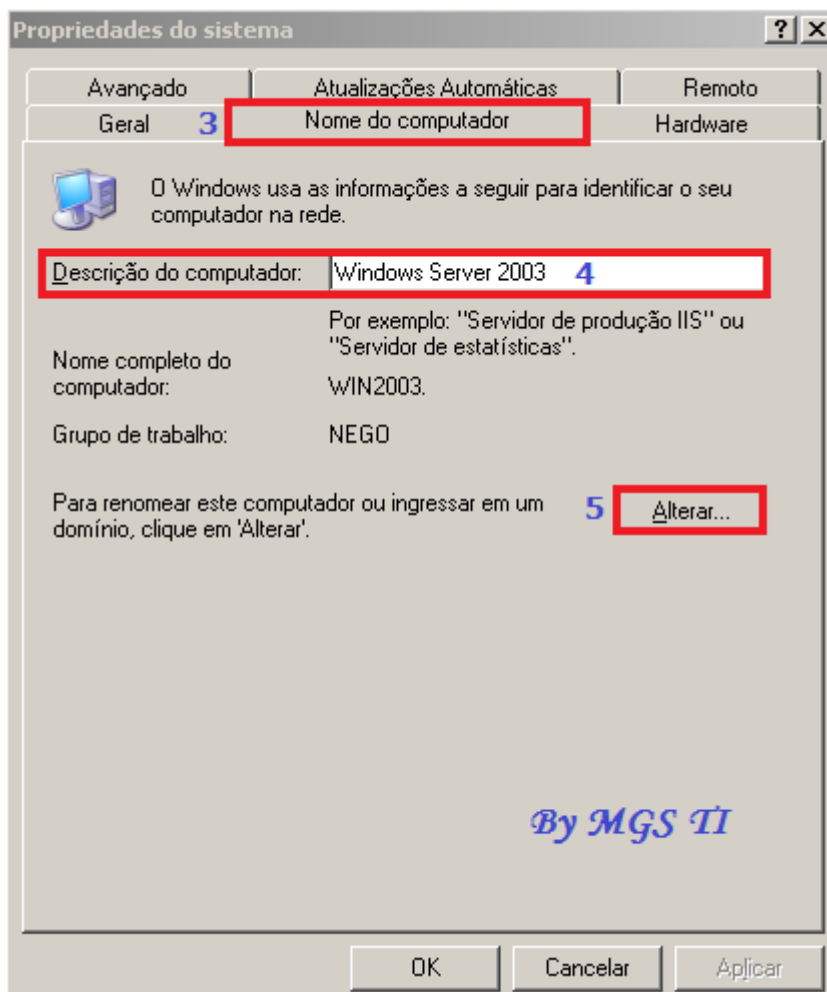 Propriedades do sistema
Avançado Atualizações Automáticas Remoto
Geral 3 Nome do computador Hardware
O Windows usa as informações a seguir para identificar o seu
computador na rede.
Descrição do computador: Windows Server 2003 4
Por exemplo: "Servidor de produção IIS" ou
"Servidor de estatísticas".
Nome completo do
computador: WIN2003.
Grupo de trabalho: NEGO
Para renomear este computador ou ingressar em um
domínio, clique em 'Alterar'.
5 Alterar...
By MGS TI
OK Cancelar Aplicar